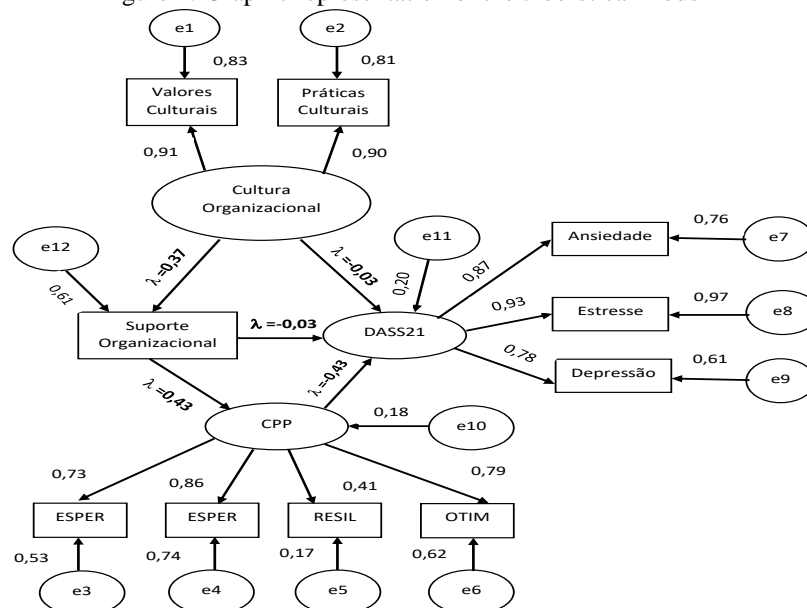 e1
e2
0,83
0,81
Valores
Culturais
Práticas
Culturais
0,91
0,90
Cultura
Organizacional
e12
e11
Ansiedade
0,76
e7
λ =0,37
λ =-0,03
0,20
0,87
0,61
Suporte
Organizacional
λ =-0,03
DASS21
0,93
Estresse
0,97
e8
0,78
Depressão
0,61
e9
λ =0,43
λ =-0,43
CPP
0,18
e10
0,73
0,86
0,41
0,79
ESPER
ESPER
RESIL
OTIM
0,53
0,74
0,17
0,62
e3
e4
e5
e6